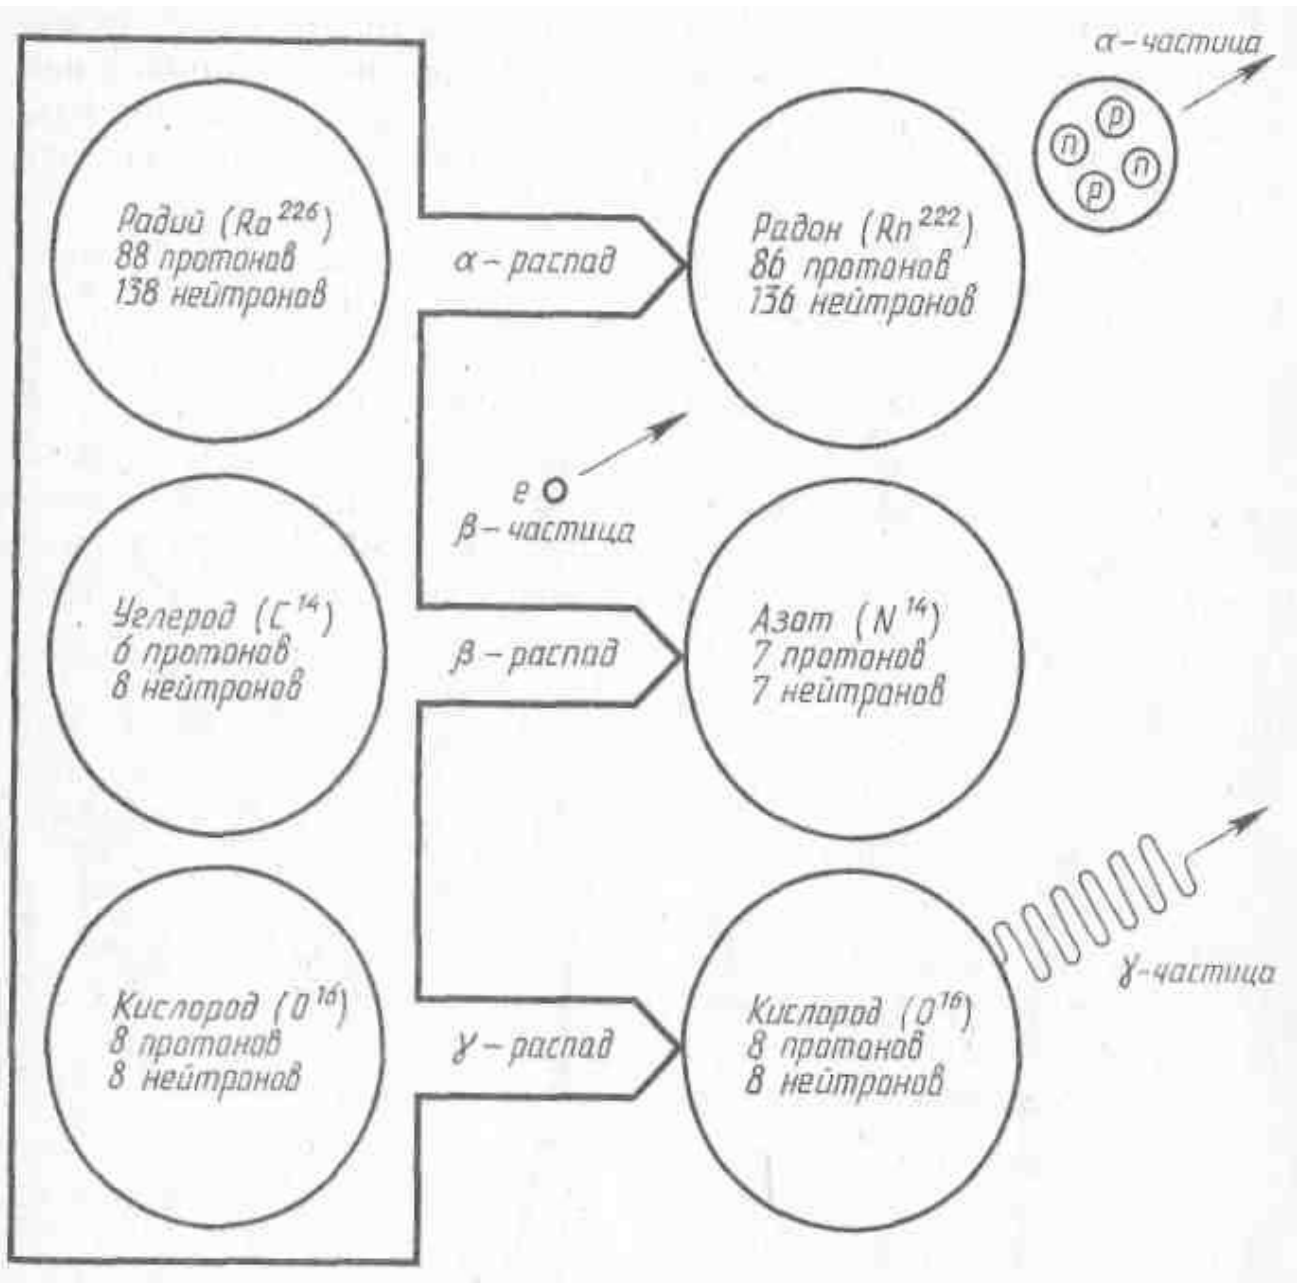 α-частица
p
n
n
p
Радий (Ra²²⁶)
88 протонов
138 нейтронов
α-распад
Радон (Rn²²²)
86 протонов
136 нейтронов
e
β-частица
Углерод (C¹⁴)
6 протонов
8 нейтронов
β-распад
Азот (N¹⁴)
7 протонов
7 нейтронов
γ-частица
Кислород (O¹⁶)
8 протонов
8 нейтронов
γ-распад
Кислород (O¹⁶)
8 протонов
8 нейтронов